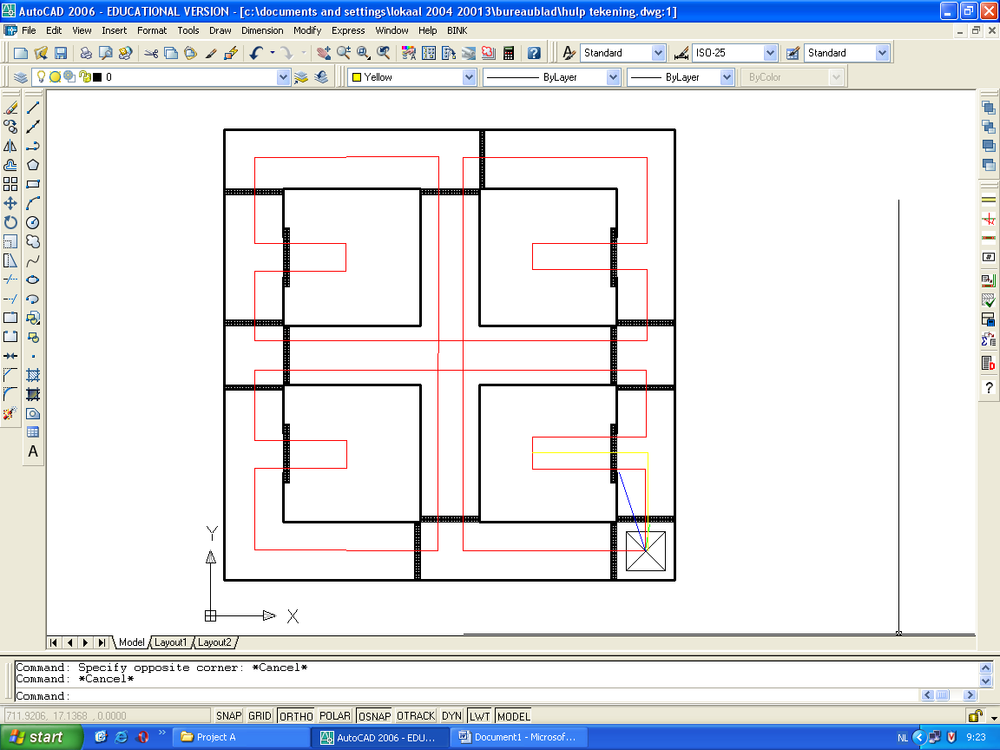 AutoCAD 2006 - EDUCATIONAL VERSION - [c:\documents and settings\lokaal 2004 20013\bureaublad\hulp tekening.dwg:1]
File Edit View Insert Format Tools Draw Dimension Modify Express Window Help BINK
Standard ISO-25 Standard
0 Yellow ByLayer ByLayer ByColor
A
Y
X
Model Layout1 Layout2
Command: Specify opposite corner: *Cancel*
Command: *Cancel*
Command:
711.9206, 17.1368 , 0.0000 SNAP GRID ORTHO POLAR OSNAP OTRACK DYN LWT MODEL
start Project A AutoCAD 2006 - EDU... Document1 - Microsof... NL 9:23